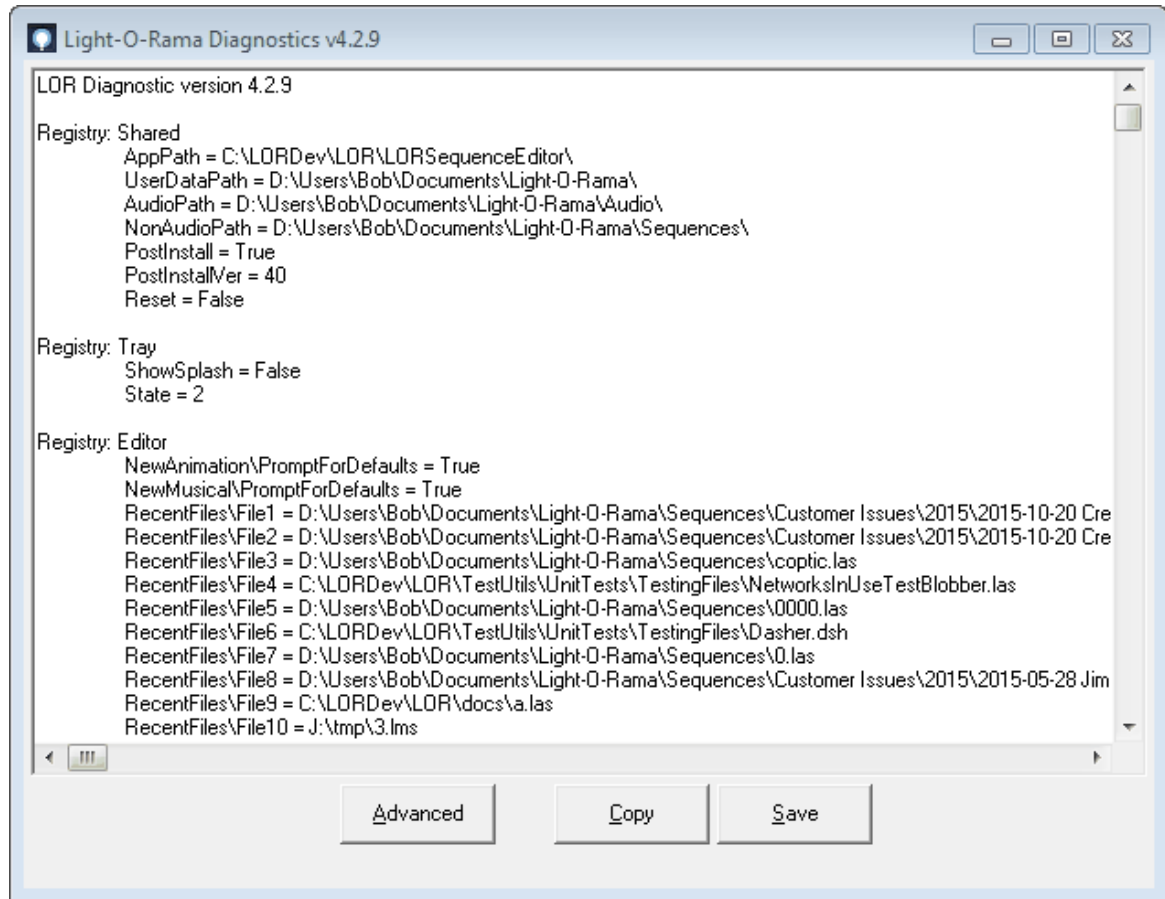 Light-O-Rama Diagnostics v4.2.9
LOR Diagnostic version 4.2.9
Registry: Shared
AppPath = C:\LORDev\LOR\LORSequenceEditor\
UserDataPath = D:\Users\Bob\Documents\Light-O-Rama\
AudioPath = D:\Users\Bob\Documents\Light-O-Rama\Audio\
NonAudioPath = D:\Users\Bob\Documents\Light-O-Rama\Sequences\
PostInstall = True
PostInstallVer = 40
Reset = False
Registry: Tray
ShowSplash = False
State = 2
Registry: Editor
NewAnimation\PromptForDefaults = True
NewMusical\PromptForDefaults = True
RecentFiles\File1 = D:\Users\Bob\Documents\Light-O-Rama\Sequences\Customer Issues\2015\2015-10-20 Cre
RecentFiles\File2 = D:\Users\Bob\Documents\Light-O-Rama\Sequences\Customer Issues\2015\2015-10-20 Cre
RecentFiles\File3 = D:\Users\Bob\Documents\Light-O-Rama\Sequences\coptic.las
RecentFiles\File4 = C:\LORDev\LOR\TestUtils\UnitTests\TestingFiles\NetworksInUseTestBlobber.las
RecentFiles\File5 = D:\Users\Bob\Documents\Light-O-Rama\Sequences\0000.las
RecentFiles\File6 = C:\LORDev\LOR\TestUtils\UnitTests\TestingFiles\Dasher.dsh
RecentFiles\File7 = D:\Users\Bob\Documents\Light-O-Rama\Sequences\0.las
RecentFiles\File8 = D:\Users\Bob\Documents\Light-O-Rama\Sequences\Customer Issues\2015\2015-05-28 Jim
RecentFiles\File9 = C:\LORDev\LOR\docs\a.las
RecentFiles\File10 = J:\tmp\3.lms
Advanced Copy Save